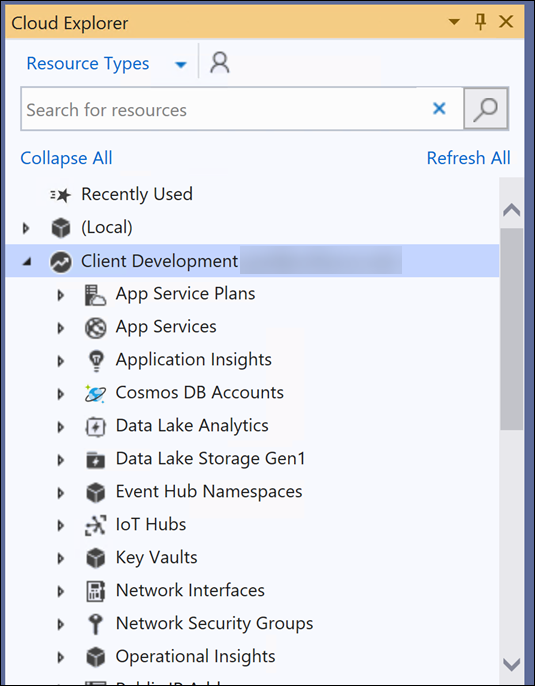 Cloud Explorer
Resource Types
Search for resources
Collapse All Refresh All
Recently Used
(Local)
Client Development
App Service Plans
App Services
Application Insights
Cosmos DB Accounts
Data Lake Analytics
Data Lake Storage Gen1
Event Hub Namespaces
IoT Hubs
Key Vaults
Network Interfaces
Network Security Groups
Operational Insights
Public IP